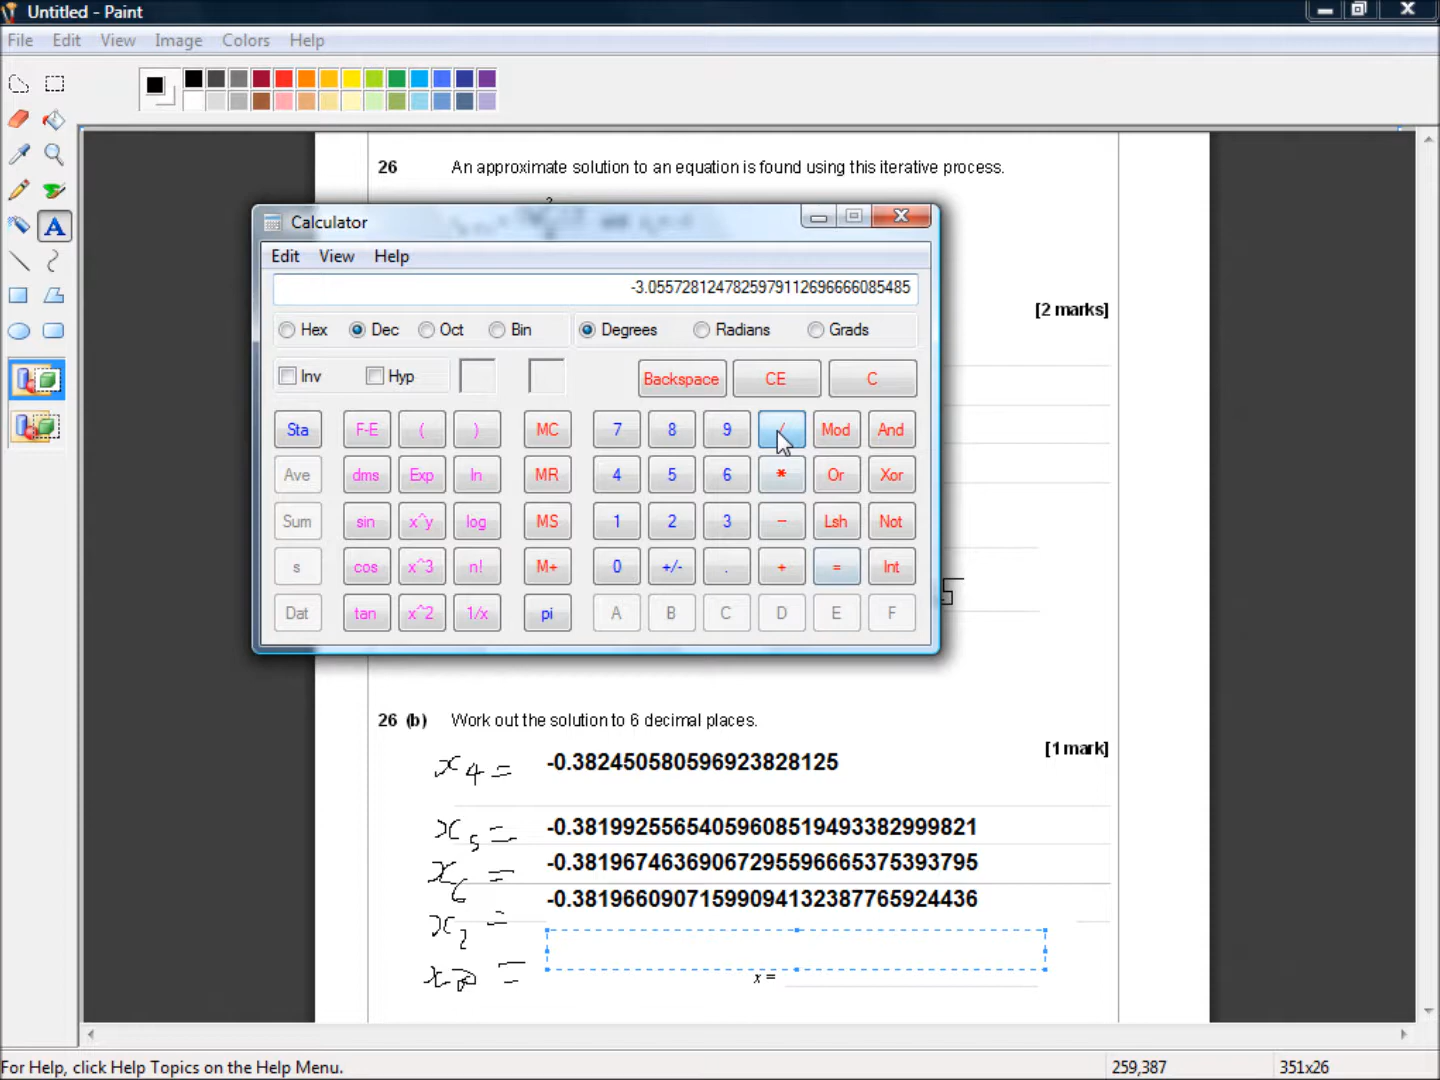 Untitled - Paint
File Edit View Image Colors Help
26 An approximate solution to an equation is found using this iterative process.
Calculator
Edit View Help
-3.0557281247825979112696666085485
[2 marks]
Hex Dec Oct Bin Degrees Radians Grads
Inv Hyp Backspace CE C
Sta F-E ( ) MC 7 8 9 / Mod And
Ave dms Exp In MR 4 5 6 * Or Xor
Sum sin x^y log MS 1 2 3 - Lsh Not
s cos x^3 n! M+ 0 +/- . + = Int
Dat tan x^2 1/x pi A B C D E F
5
26 (b) Work out the solution to 6 decimal places.
[1 mark]
x4 = -0.382450580596923828125
x5 = -0.38199255654059608519493382999821
x6 = -0.38196746369067295596665375393795
x7 = -0.38196609071599094132387765924436
x8 =
x =
For Help, click Help Topics on the Help Menu. 259,387 351x26